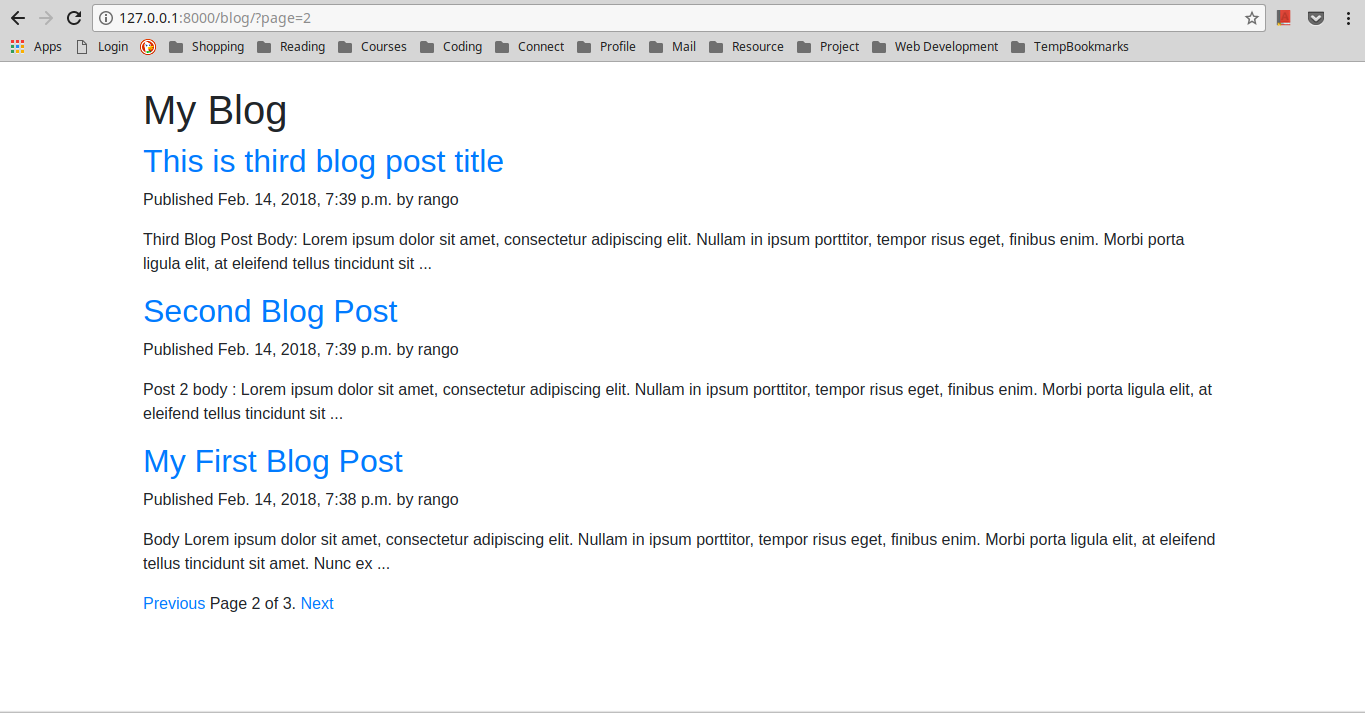 127.0.0.1:8000/blog/?page=2
Apps Login Shopping Reading Courses Coding Connect Profile Mail Resource Project Web Development TempBookmarks
My Blog
This is third blog post title
Published Feb. 14, 2018, 7:39 p.m. by rango
Third Blog Post Body: Lorem ipsum dolor sit amet, consectetur adipiscing elit. Nullam in ipsum porttitor, tempor risus eget, finibus enim. Morbi porta
ligula elit, at eleifend tellus tincidunt sit ...
Second Blog Post
Published Feb. 14, 2018, 7:39 p.m. by rango
Post 2 body : Lorem ipsum dolor sit amet, consectetur adipiscing elit. Nullam in ipsum porttitor, tempor risus eget, finibus enim. Morbi porta ligula elit, at
eleifend tellus tincidunt sit ...
My First Blog Post
Published Feb. 14, 2018, 7:38 p.m. by rango
Body Lorem ipsum dolor sit amet, consectetur adipiscing elit. Nullam in ipsum porttitor, tempor risus eget, finibus enim. Morbi porta ligula elit, at eleifend
tellus tincidunt sit amet. Nunc ex ...
Previous Page 2 of 3. Next